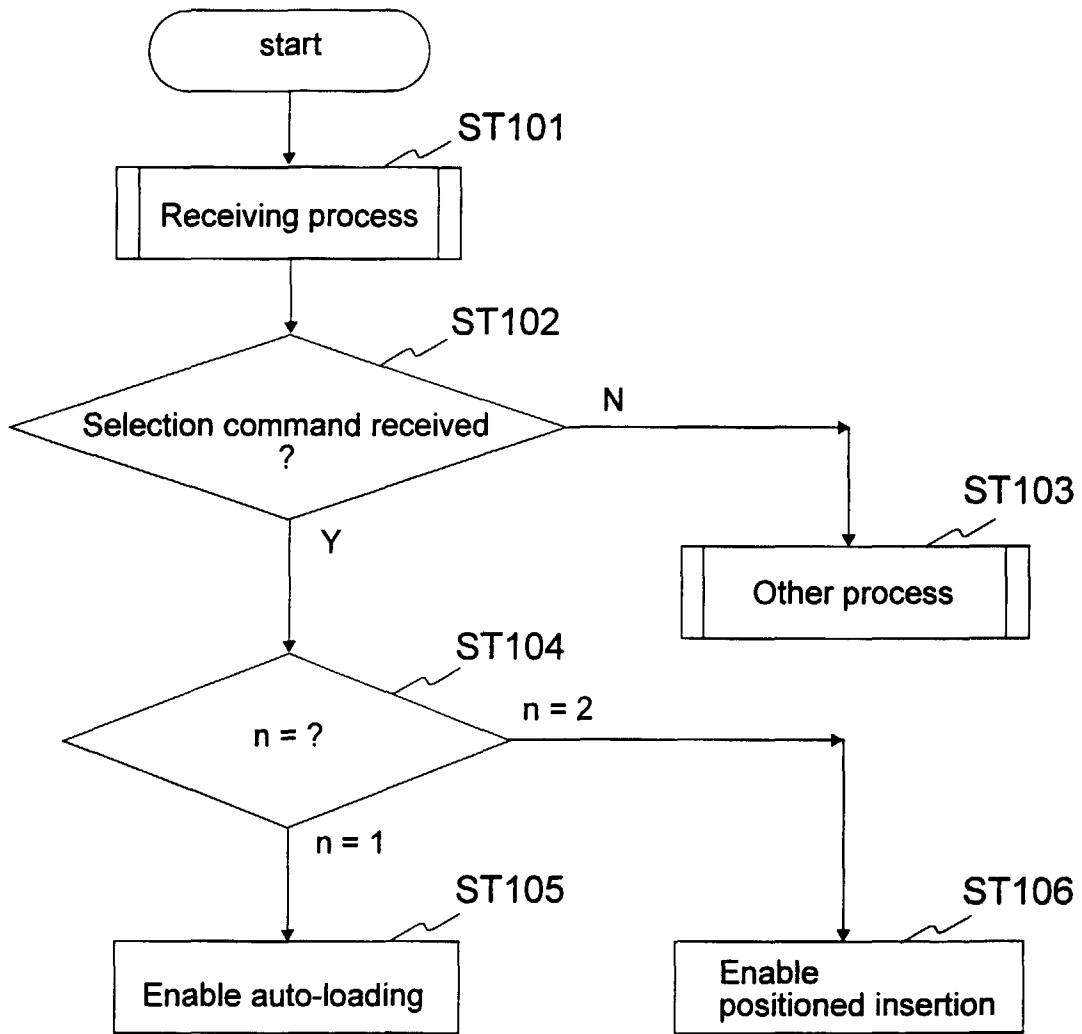 start
ST101
Receiving process
ST102
Selection command received
?
N
Y
ST103
Other process
ST104
n = ?
n = 2
n = 1
ST105
Enable auto-loading
ST106
Enable
positioned insertion